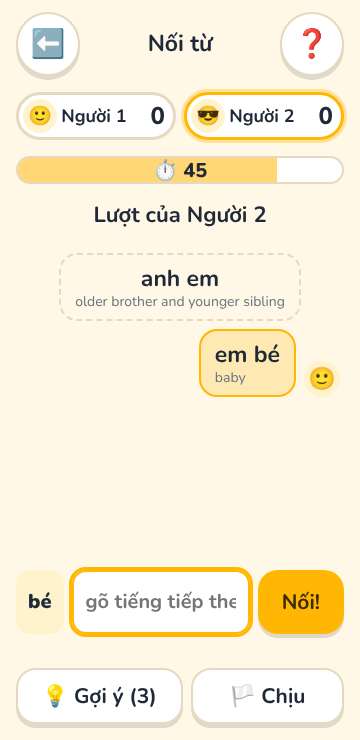 Nối từ
Người 1 0
Người 2 0
45
Lượt của Người 2
anh em
older brother and younger sibling
em bé
baby
bé
gõ tiếng tiếp the
Nối!
Gợi ý (3)
Chịu